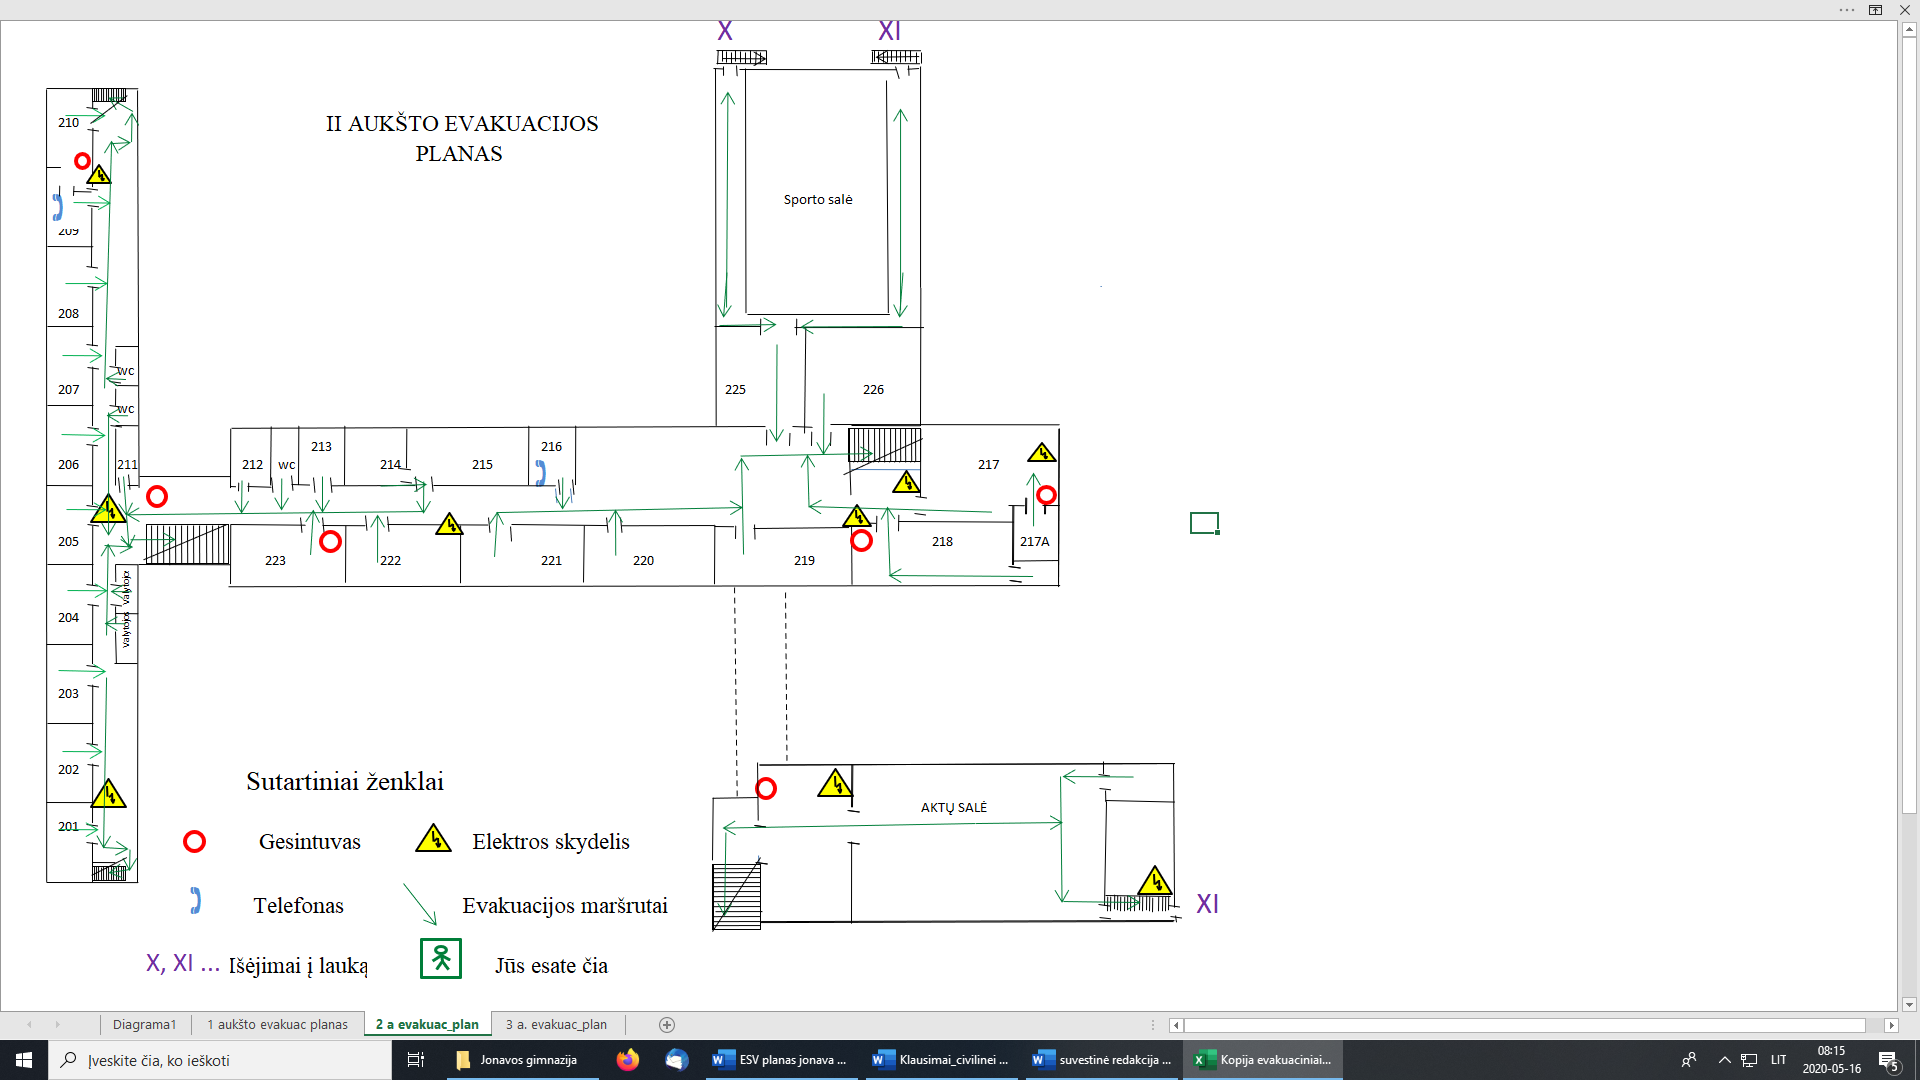 X
XI
II AUKŠTO EVAKUACIJOS
PLANAS
210
209
208
207
206
205
204
203
202
201
wc
wc
211
Valytojos
Sporto salė
225
226
212
wc
213
214
215
216
217
223
222
221
220
219
218
217A
AKTŲ SALĖ
XI
Sutartiniai ženklai
Gesintuvas
Elektros skydelis
Telefonas
Evakuacijos maršrutai
X, XI ...
Išėjimai į lauką
Jūs esate čia
Diagrama1
1 aukšto evakuac planas
2 a evakuac_plan
3 a. evakuac_plan
Įveskite čia, ko ieškoti
Jonavos gimnazija
ESV planas jonava ...
Klausimai_civilinei ...
suvestinė redakcija ...
Kopija evakuaciniai...
LIT
08:15
2020-05-16
5